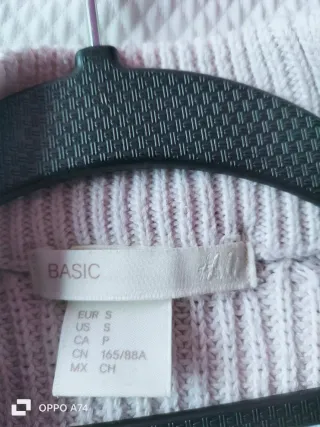 BASIC
EUR S
US S
CA P
CN 165/88A
MX CH
OPPO A74